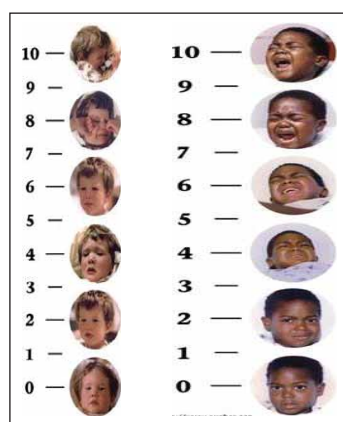 10 — 10 —
9 — 9 —
8 — 8 —
7 — 7 —
6 — 6 —
5 — 5 —
4 — 4 —
3 — 3 —
2 — 2 —
1 — 1 —
0 — 0 —